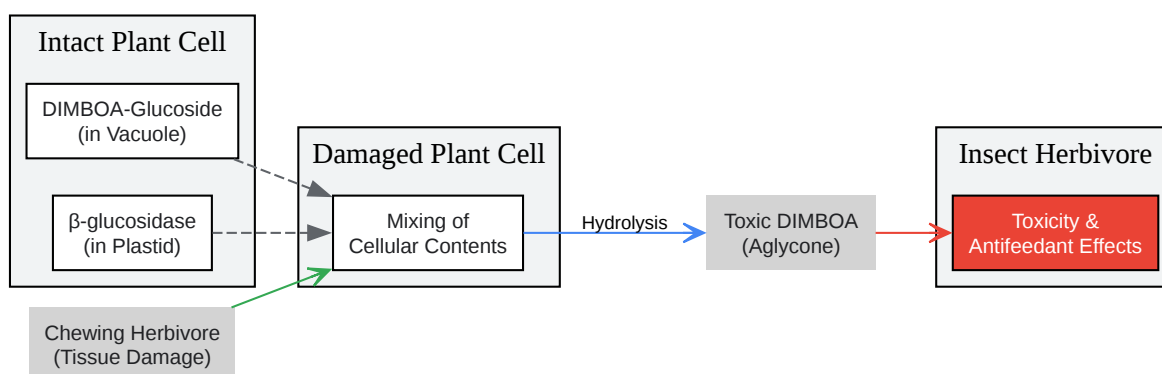 Intact Plant Cell
DIMBOA-Glucoside
(in Vacuole)
β-glucosidase
(in Plastid)
Chewing Herbivore
(Tissue Damage)
Damaged Plant Cell
Mixing of
Cellular Contents
Hydrolysis
Toxic DIMBOA
(Aglycone)
Insect Herbivore
Toxicity &
Antifeedant Effects